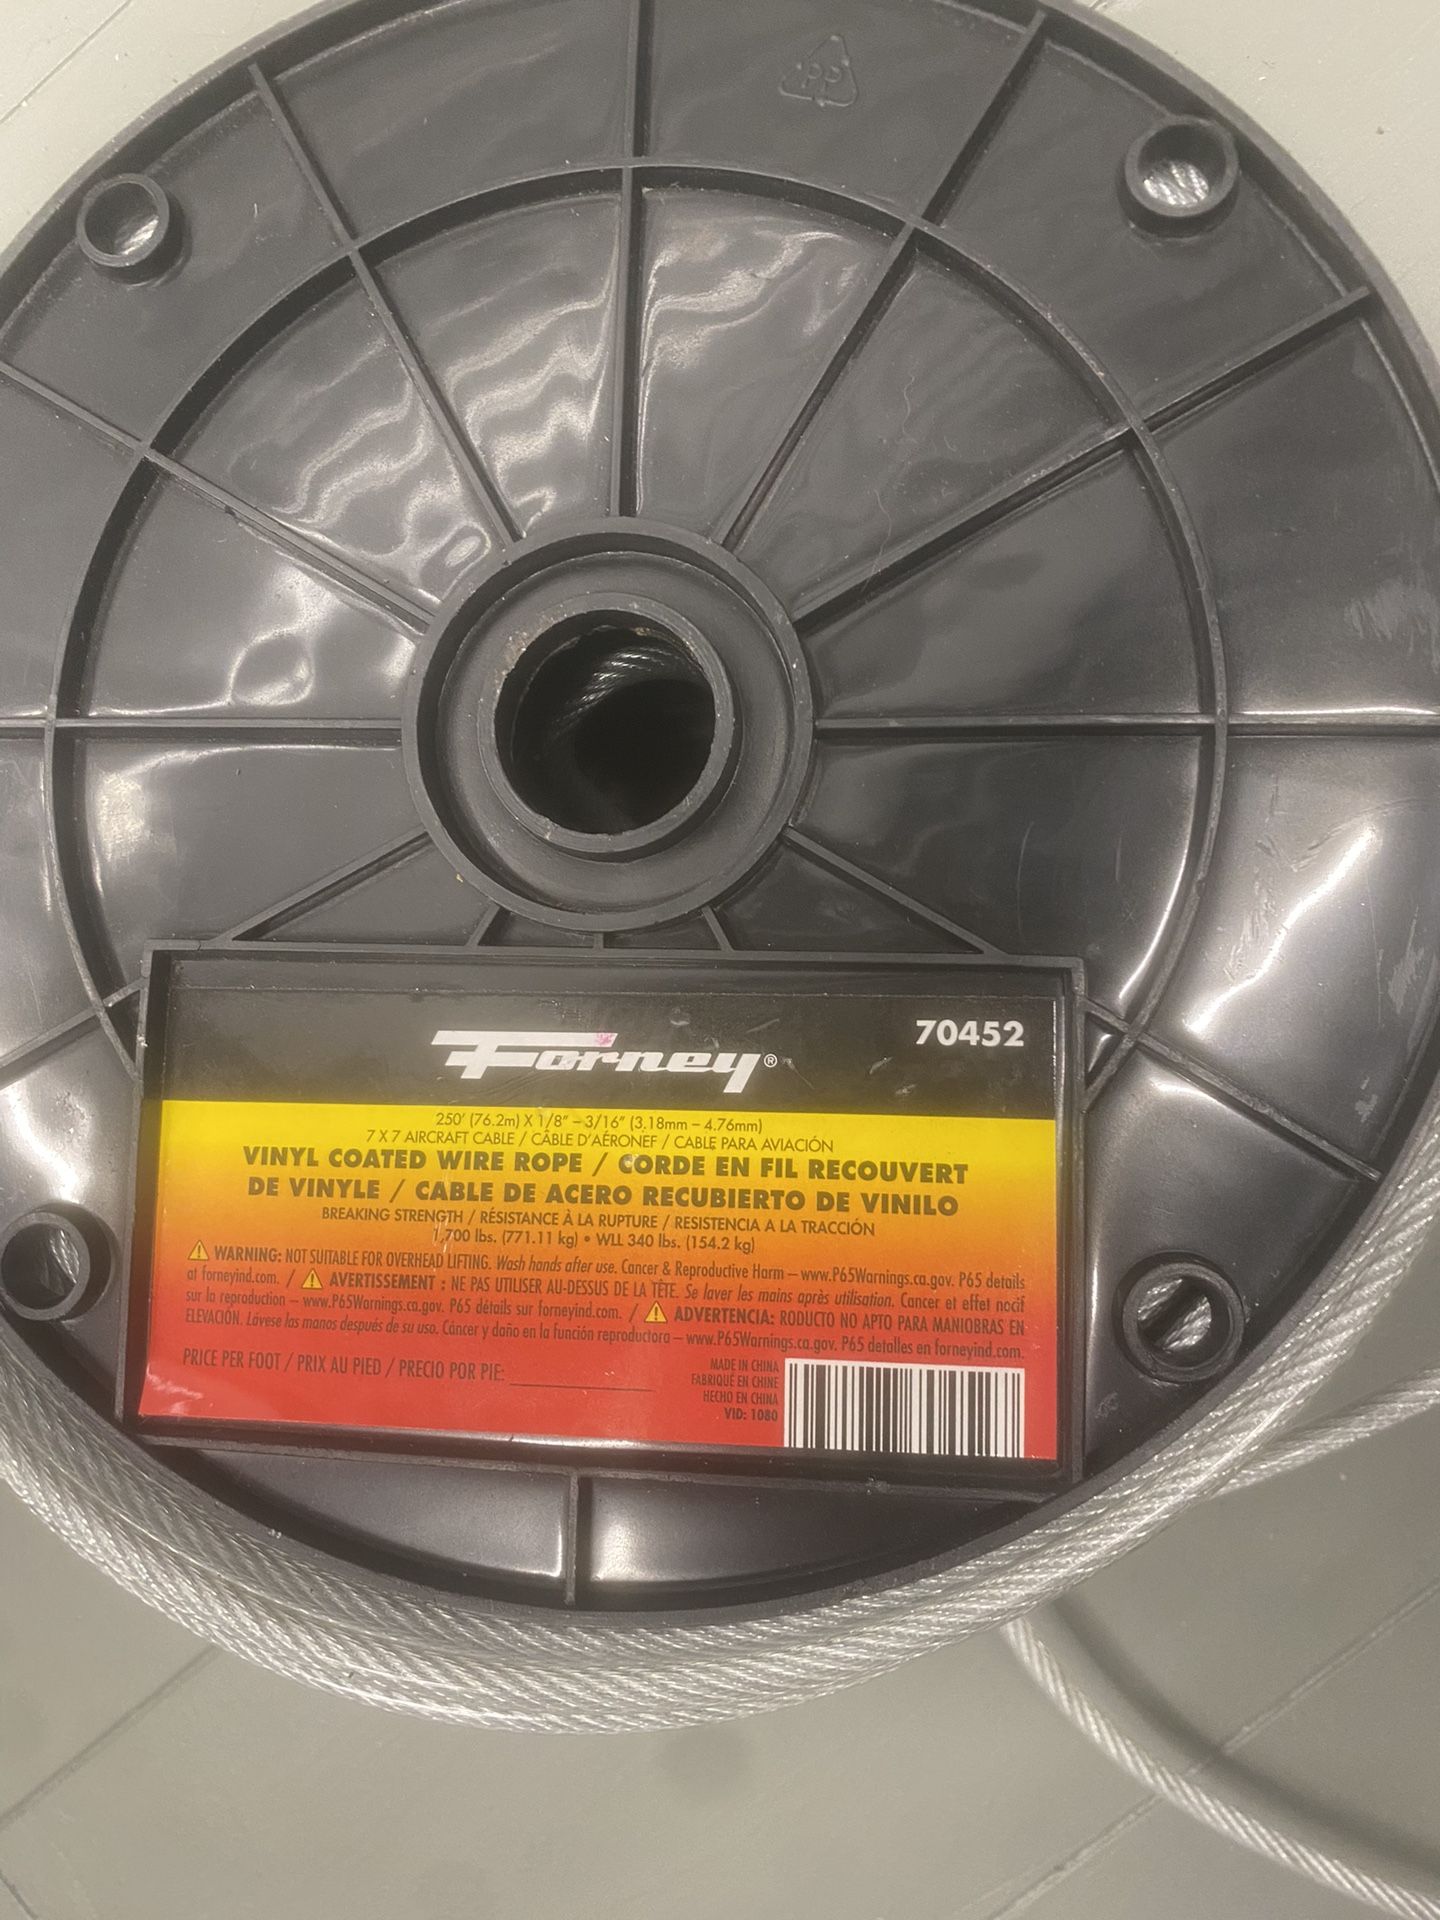 PP
Forney®
70452
250' (76.2m) X 1/8" – 3/16" (3.18mm – 4.76mm)
7 X 7 AIRCRAFT CABLE / CÂBLE D'AÉRONEF / CABLE PARA AVIACIÓN
VINYL COATED WIRE ROPE / CORDE EN FIL RECOUVERT
DE VINYLE / CABLE DE ACERO RECUBIERTO DE VINILO
BREAKING STRENGTH / RÉSISTANCE À LA RUPTURE / RESISTENCIA A LA TRACCIÓN
1,700 lbs. (771.11 kg) • WLL 340 lbs. (154.2 kg)
⚠ WARNING: NOT SUITABLE FOR OVERHEAD LIFTING. Wash hands after use. Cancer & Reproductive Harm – www.P65Warnings.ca.gov. P65 details
at forneyind.com. / ⚠ AVERTISSEMENT : NE PAS UTILISER AU-DESSUS DE LA TÊTE. Se laver les mains après utilisation. Cancer et effet nocif
sur la reproduction – www.P65Warnings.ca.gov. P65 détails sur forneyind.com. / ⚠ ADVERTENCIA: RODUCTO NO APTO PARA MANIOBRAS EN
ELEVACIÓN. Lávese las manos después de su uso. Cáncer y daño en la función reproductora – www.P65Warnings.ca.gov. P65 detalles en forneyind.com.
PRICE PER FOOT / PRIX AU PIED / PRECIO POR PIE: ____________
MADE IN CHINA
FABRIQUÉ EN CHINE
HECHO EN CHINA
VID: 1080